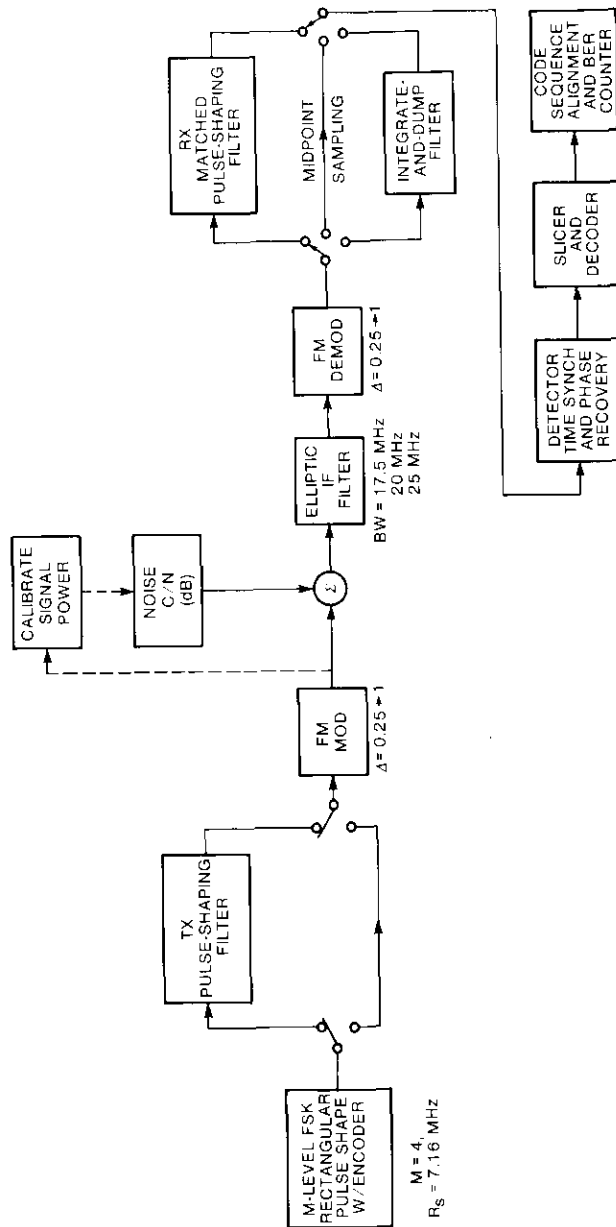 M-LEVEL FSK
RECTANGULAR
PULSE SHAPE
W/ENCODER
M = 4,
R_S = 7.16 MHz
TX
PULSE-SHAPING
FILTER
FM
MOD
Δ = 0.25 → 1
CALIBRATE
SIGNAL
POWER
NOISE
C/N
(dB)
Σ
ELLIPTIC
IF
FILTER
BW = 17.5 MHz
20 MHz
25 MHz
FM
DEMOD
Δ = 0.25 → 1
RX
MATCHED
PULSE-SHAPING
FILTER
MIDPOINT
SAMPLING
INTEGRATE-
AND-DUMP
FILTER
DETECTOR
TIME SYNCH
AND PHASE
RECOVERY
SLICER
AND
DECODER
CODE
SEQUENCE
ALIGNMENT
AND BER
COUNTER